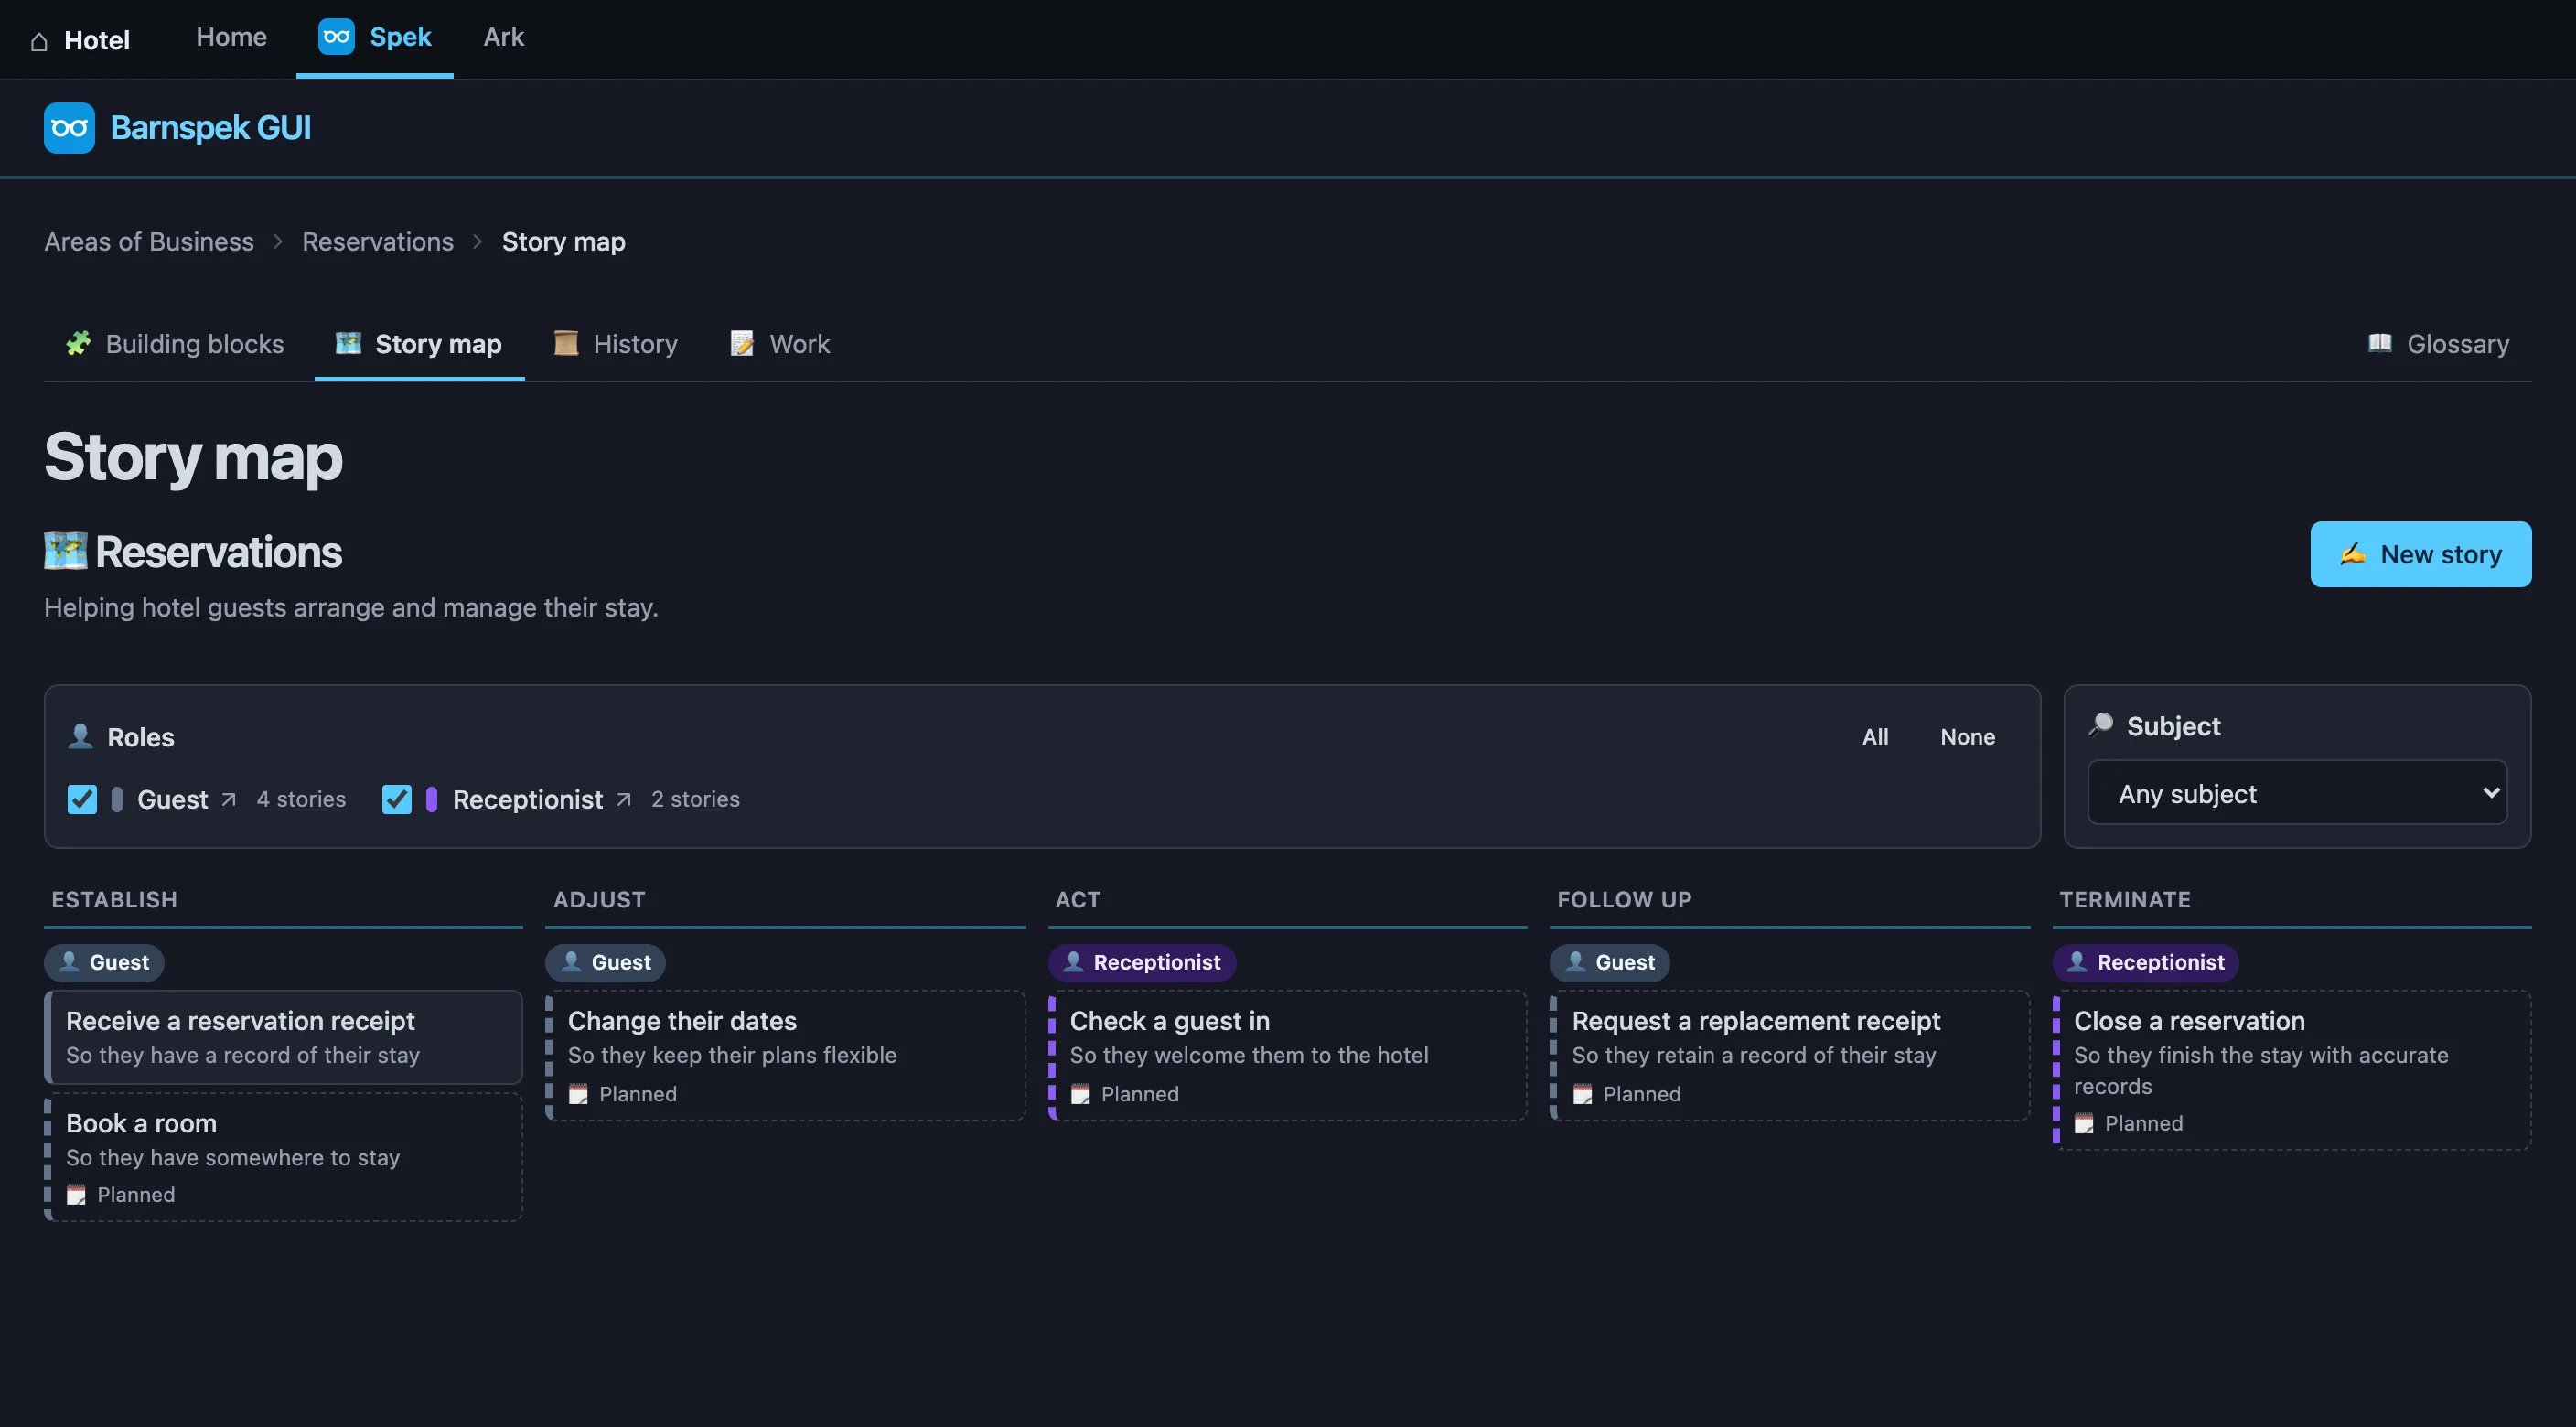 Hotel Home Spek Ark
Barnspek GUI
Areas of Business > Reservations > Story map
Building blocks Story map History Work Glossary
Story map
Reservations
New story
Helping hotel guests arrange and manage their stay.
Roles All None
Guest ↗ 4 stories Receptionist ↗ 2 stories
Subject
Any subject
ESTABLISH
Guest
Receive a reservation receipt
So they have a record of their stay
Book a room
So they have somewhere to stay
Planned
ADJUST
Guest
Change their dates
So they keep their plans flexible
Planned
ACT
Receptionist
Check a guest in
So they welcome them to the hotel
Planned
FOLLOW UP
Guest
Request a replacement receipt
So they retain a record of their stay
Planned
TERMINATE
Receptionist
Close a reservation
So they finish the stay with accurate
records
Planned